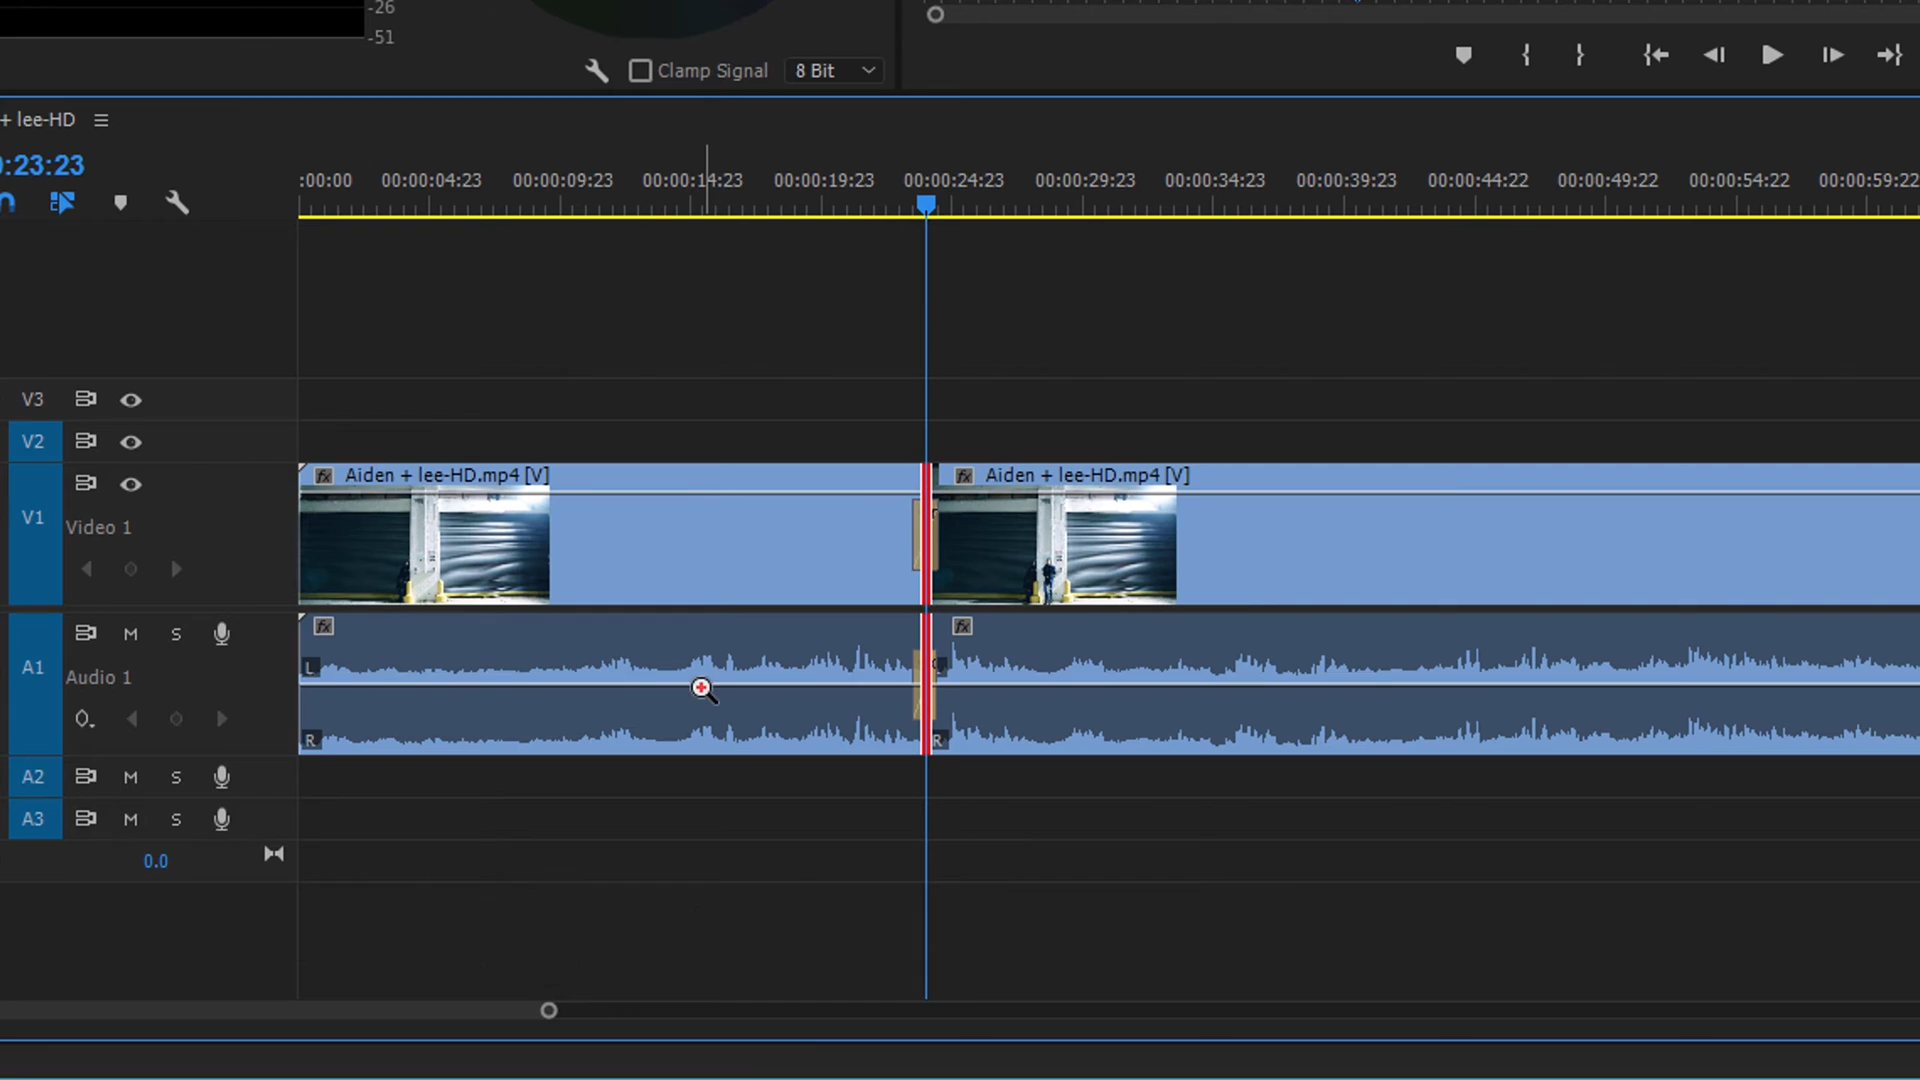 -26
-51
Clamp Signal 8 Bit
+ lee-HD
:23:23
:00:00 00:00:04:23 00:00:09:23 00:00:14:23 00:00:19:23 00:00:24:23 00:00:29:23 00:00:34:23 00:00:39:23 00:00:44:22 00:00:49:22 00:00:54:22 00:00:59:22
V3
V2
fx Aiden + lee-HD.mp4 [V] fx Aiden + lee-HD.mp4 [V]
V1
Video 1
fx fx
M S
A1 L
Audio 1
R R
A2 M S
A3 M S
0.0